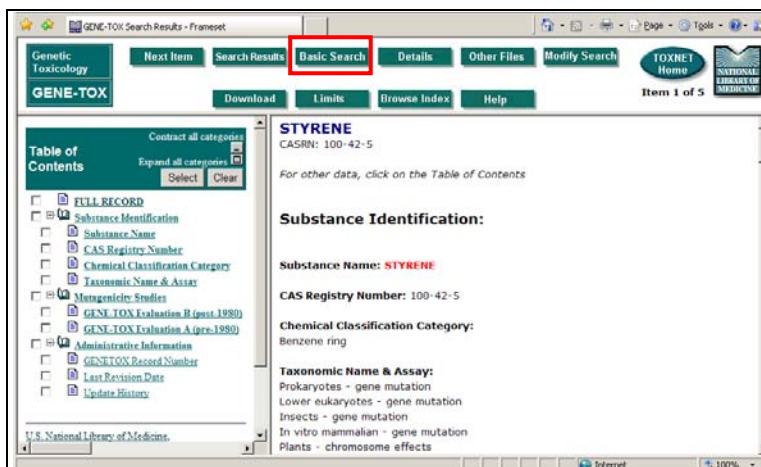 GENE-TOX Search Results - Frameset
Page
Tools
Genetic
Toxicology
GENE-TOX
Next Item
Search Results
Basic Search
Details
Other Files
Modify Search
TOXNET
Home
NATIONAL
LIBRARY OF
MEDICINE
Download
Limits
Browse Index
Help
Item 1 of 5
Table of
Contents
Contract all categories
Expand all categories
Select
Clear
FULL RECORD
Substance Identification
Substance Name
CAS Registry Number
Chemical Classification Category
Taxonomic Name & Assay
Mutagenicity Studies
GENE-TOX Evaluation B (post-1980)
GENE-TOX Evaluation A (pre-1980)
Administrative Information
GENETOX Record Number
Last Revision Date
Update History
U.S. National Library of Medicine,
STYRENE
CASRN: 100-42-5
For other data, click on the Table of Contents
Substance Identification:
Substance Name: STYRENE
CAS Registry Number: 100-42-5
Chemical Classification Category:
Benzene ring
Taxonomic Name & Assay:
Prokaryotes - gene mutation
Lower eukaryotes - gene mutation
Insects - gene mutation
In vitro mammalian - gene mutation
Plants - chromosome effects
Internet
100%